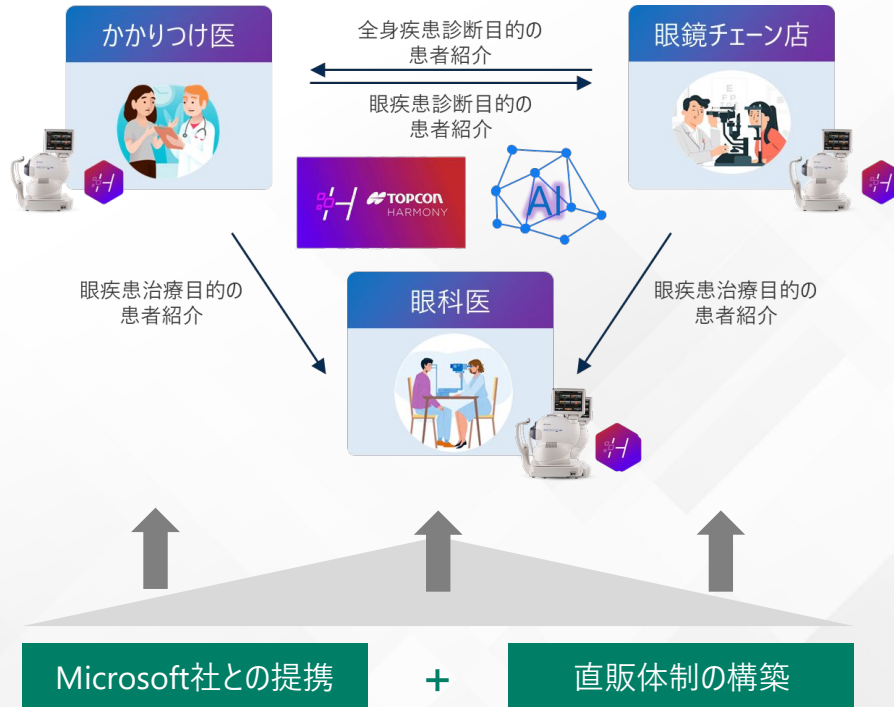 かかりつけ医
全身疾患診断目的の
患者紹介
眼鏡チェーン店
眼疾患診断目的の
患者紹介
TOPCON
HARMONY
AI
眼疾患治療目的の
患者紹介
眼科医
眼疾患治療目的の
患者紹介
Microsoft社との提携
+
直販体制の構築